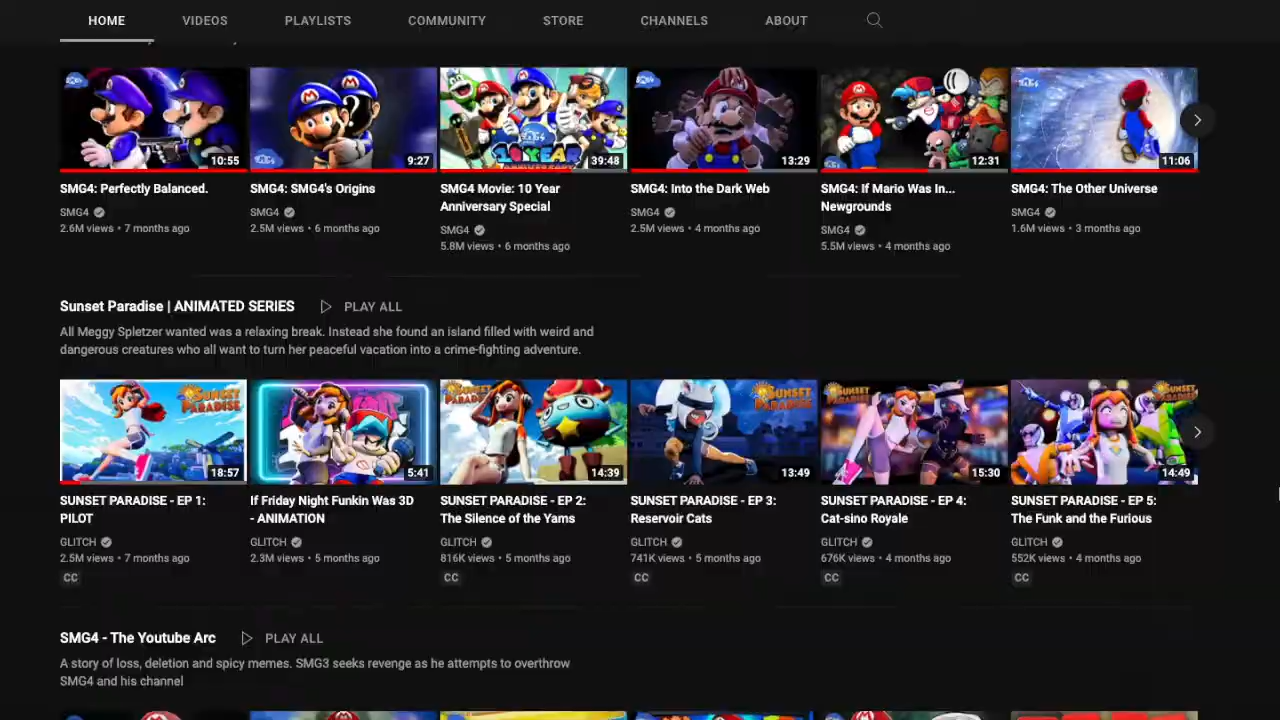 HOME VIDEOS PLAYLISTS COMMUNITY STORE CHANNELS ABOUT
10:55 9:27 39:48 13:29 12:31 11:06
SMG4: Perfectly Balanced.
SMG4
2.6M views • 7 months ago
SMG4: SMG4's Origins
SMG4
2.5M views • 6 months ago
SMG4 Movie: 10 Year
Anniversary Special
SMG4
5.8M views • 6 months ago
SMG4: Into the Dark Web
SMG4
2.5M views • 4 months ago
SMG4: If Mario Was In...
Newgrounds
SMG4
5.5M views • 4 months ago
SMG4: The Other Universe
SMG4
1.6M views • 3 months ago
Sunset Paradise | ANIMATED SERIES PLAY ALL
All Meggy Spletzer wanted was a relaxing break. Instead she found an island filled with weird and
dangerous creatures who all want to turn her peaceful vacation into a crime-fighting adventure.
SUNSET PARADISE
18:57
SUNSET PARADISE - EP 1:
PILOT
GLITCH
2.5M views • 7 months ago
CC
5:41
If Friday Night Funkin Was 3D
- ANIMATION
GLITCH
2.3M views • 5 months ago
SUNSET PARADISE
14:39
SUNSET PARADISE - EP 2:
The Silence of the Yams
GLITCH
816K views • 5 months ago
CC
SUNSET PARADISE
13:49
SUNSET PARADISE - EP 3:
Reservoir Cats
GLITCH
741K views • 5 months ago
CC
SUNSET PARADISE
15:30
SUNSET PARADISE - EP 4:
Cat-sino Royale
GLITCH
676K views • 4 months ago
CC
SUNSET PARADISE
14:49
SUNSET PARADISE - EP 5:
The Funk and the Furious
GLITCH
552K views • 4 months ago
CC
SMG4 - The Youtube Arc PLAY ALL
A story of loss, deletion and spicy memes. SMG3 seeks revenge as he attempts to overthrow
SMG4 and his channel